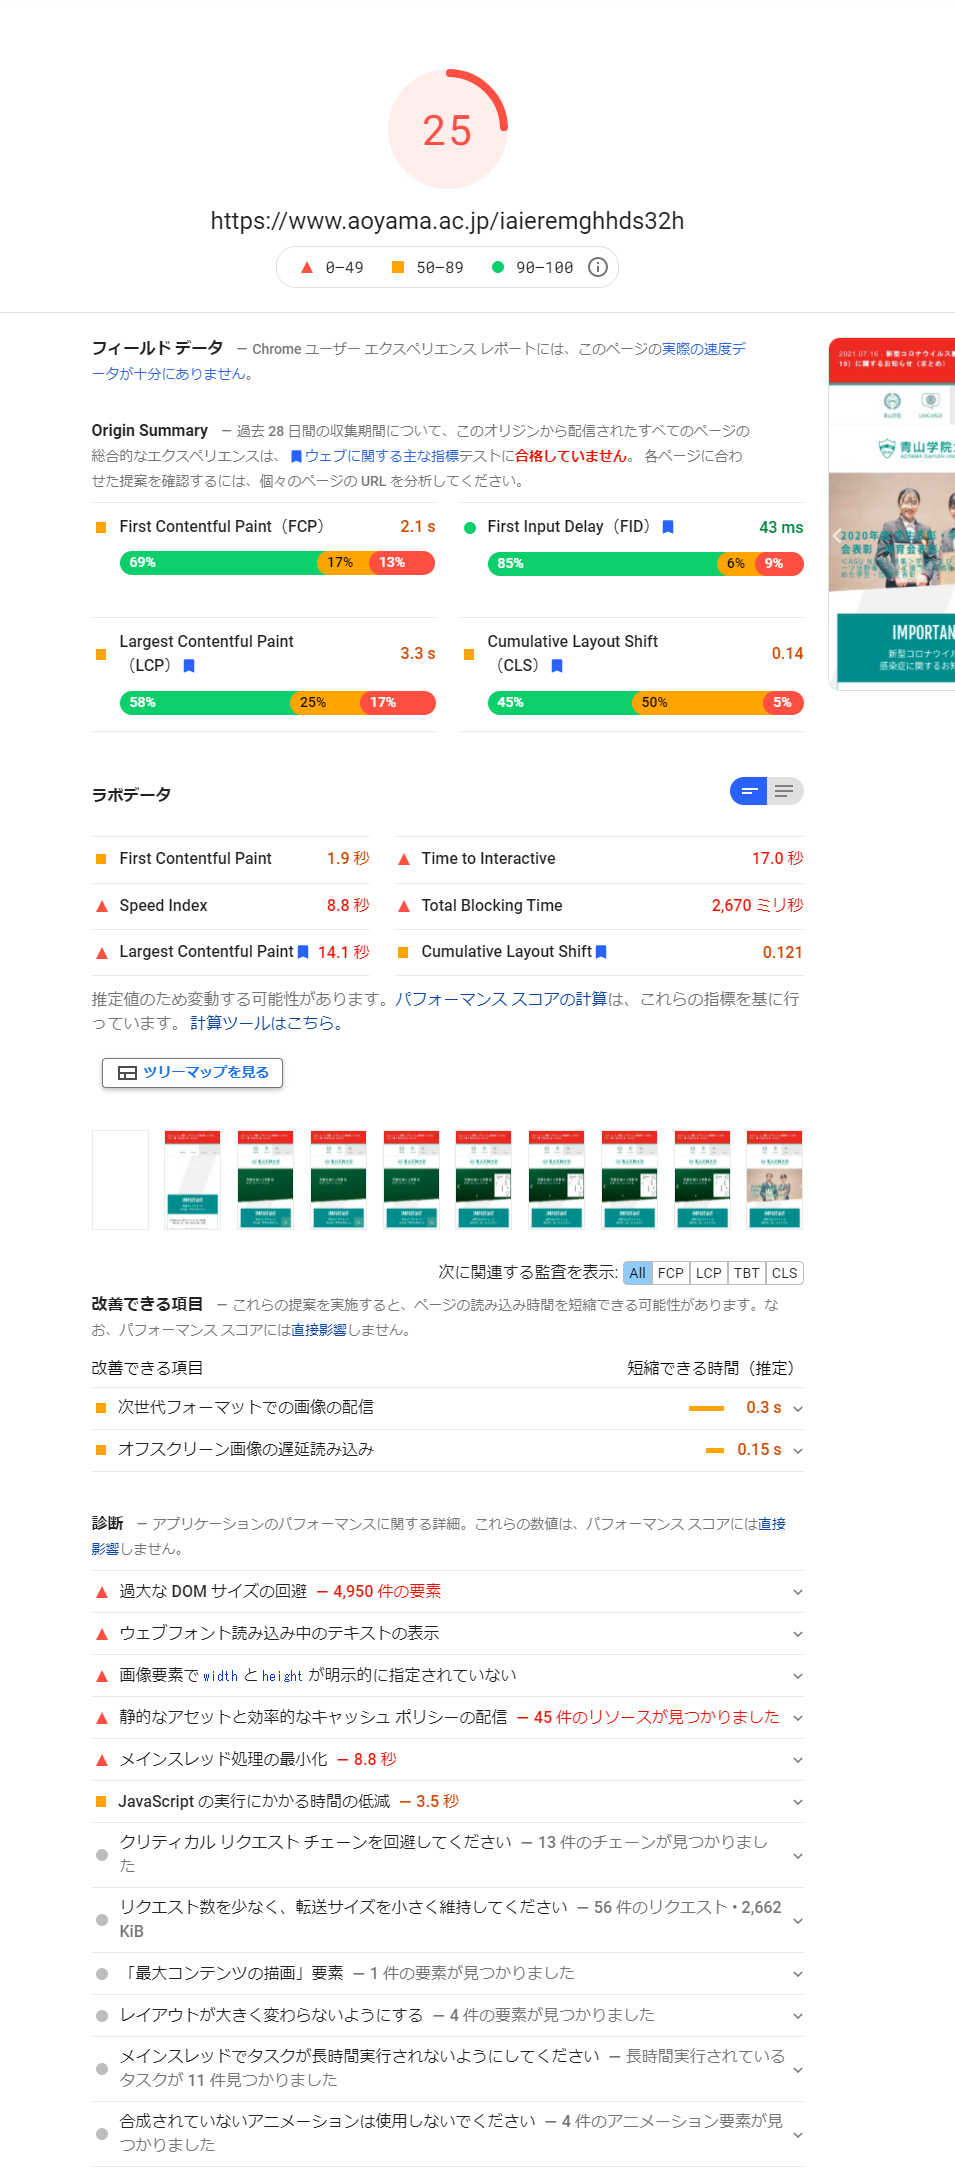 25
https://www.aoyama.ac.jp/iaieremghhds32h
0–49 50–89 90–100
フィールド データ — Chrome ユーザー エクスペリエンス レポートには、このページの実際の速度デ
ータが十分にありません。
Origin Summary — 過去 28 日間の収集期間について、このオリジンから配信されたすべてのページの
総合的なエクスペリエンスは、 ウェブに関する主な指標テストに合格していません。 各ページに合わ
せた提案を確認するには、個々のページの URL を分析してください。
First Contentful Paint（FCP） 2.1 s
69% 17% 13%
First Input Delay（FID） 43 ms
85% 6% 9%
Largest Contentful Paint
（LCP） 3.3 s
58% 25% 17%
Cumulative Layout Shift
（CLS） 0.14
45% 50% 5%
2021.07.16
19）に関するお知らせ（まとめ）
青山学院
LANGUAGE
青山学院
IMPORTAN
新型コロナウイル
感染症に関するお知
ラボデータ
First Contentful Paint 1.9 秒
Time to Interactive 17.0 秒
Speed Index 8.8 秒
Total Blocking Time 2,670 ミリ秒
Largest Contentful Paint 14.1 秒
Cumulative Layout Shift 0.121
推定値のため変動する可能性があります。パフォーマンス スコアの計算は、これらの指標を基に行
っています。 計算ツールはこちら。
ツリーマップを見る
次に関連する監査を表示: All FCP LCP TBT CLS
改善できる項目 — これらの提案を実施すると、ページの読み込み時間を短縮できる可能性があります。な
お、パフォーマンス スコアには直接影響しません。
改善できる項目 短縮できる時間（推定）
次世代フォーマットでの画像の配信 0.3 s
オフスクリーン画像の遅延読み込み 0.15 s
診断 — アプリケーションのパフォーマンスに関する詳細。これらの数値は、パフォーマンス スコアには直接
影響しません。
過大な DOM サイズの回避 — 4,950 件の要素
ウェブフォント読み込み中のテキストの表示
画像要素で width と height が明示的に指定されていない
静的なアセットと効率的なキャッシュ ポリシーの配信 — 45 件のリソースが見つかりました
メインスレッド処理の最小化 — 8.8 秒
JavaScript の実行にかかる時間の低減 — 3.5 秒
クリティカル リクエスト チェーンを回避してください — 13 件のチェーンが見つかりまし
た
リクエスト数を少なく、転送サイズを小さく維持してください — 56 件のリクエスト • 2,662
KiB
「最大コンテンツの描画」要素 — 1 件の要素が見つかりました
レイアウトが大きく変わらないようにする — 4 件の要素が見つかりました
メインスレッドでタスクが長時間実行されないようにしてください — 長時間実行されている
タスクが 11 件見つかりました
合成されていないアニメーションは使用しないでください — 4 件のアニメーション要素が見
つかりました